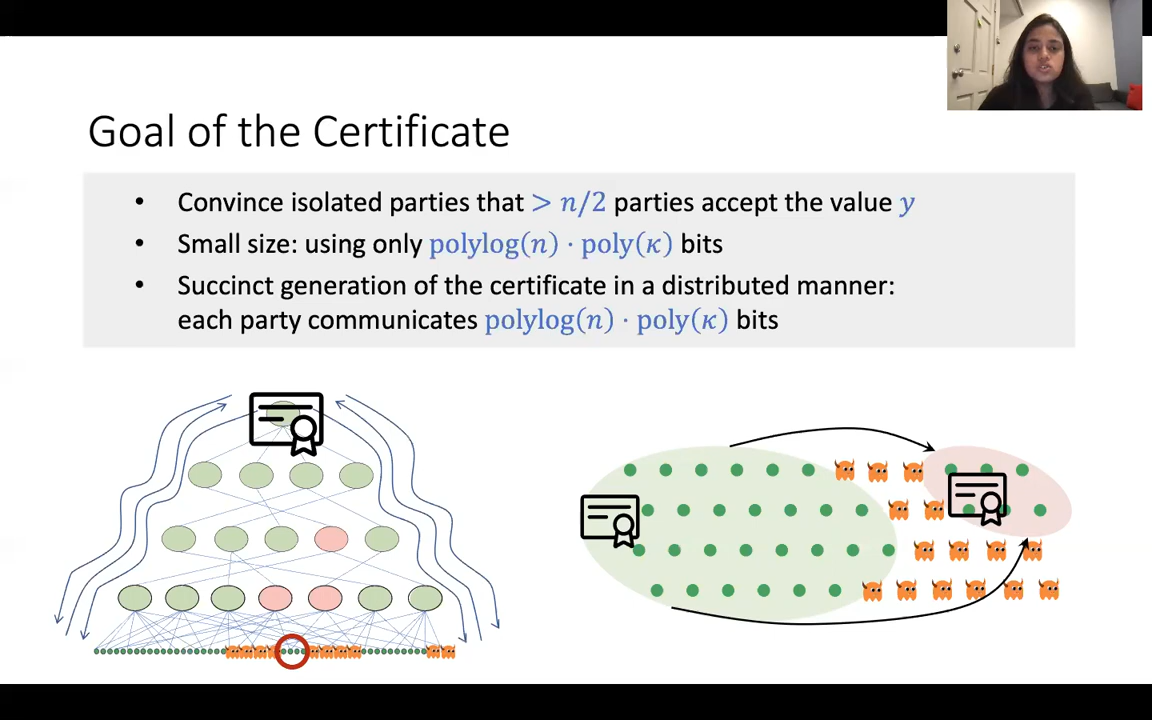 Goal of the Certificate
• Convince isolated parties that > n/2 parties accept the value y
• Small size: using only polylog(n) · poly(κ) bits
• Succinct generation of the certificate in a distributed manner:
each party communicates polylog(n) · poly(κ) bits